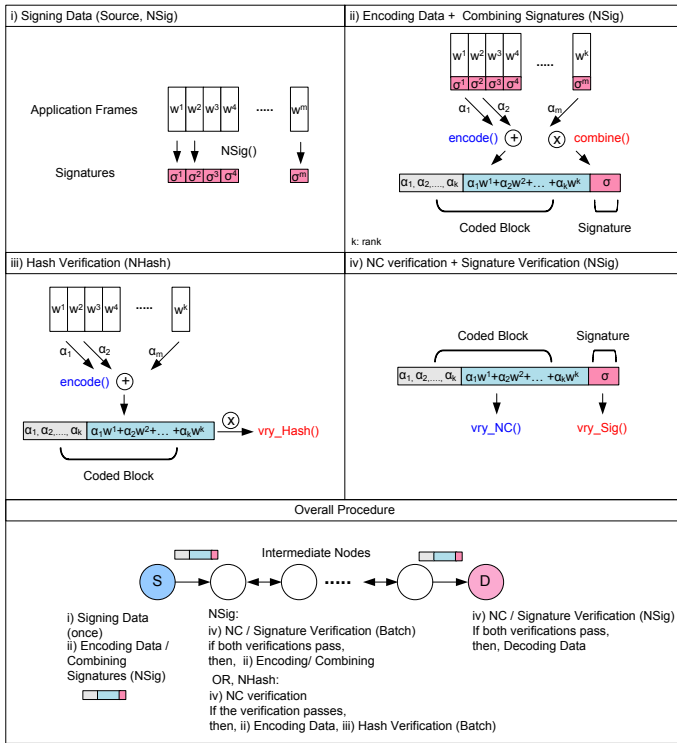 i) Signing Data (Source, NSig)
Application Frames
w¹ w² w³ w⁴ ..... wᵐ
NSig()
Signatures
σ¹ σ² σ³ σ⁴ σᵐ
ii) Encoding Data + Combining Signatures (NSig)
w¹ w² w³ w⁴ ..... wᵏ
σ¹ σ² σ³ σ⁴ σᵐ
α₁ α₂ αₘ
encode() + x combine()
α₁, α₂,...., αₖ α₁w¹+α₂w²+… +αₖwᵏ σ
Coded Block Signature
k: rank
iii) Hash Verification (NHash)
w¹ w² w³ w⁴ ..... wᵏ
α₁ α₂ αₘ
encode() +
α₁, α₂,...., αₖ α₁w¹+α₂w²+… +αₖwᵏ x vry_Hash()
Coded Block
iv) NC verification + Signature Verification (NSig)
Coded Block Signature
α₁, α₂,...., αₖ α₁w¹+α₂w²+… +αₖwᵏ σ
vry_NC() vry_Sig()
Overall Procedure
Intermediate Nodes
S ..... D
i) Signing Data
(once)
ii) Encoding Data /
Combining
Signatures (NSig)
NSig:
iv) NC / Signature Verification (Batch)
if both verifications pass,
then, ii) Encoding/ Combining
OR, NHash:
iv) NC verification
If the verification passes,
then, ii) Encoding Data, iii) Hash Verification (Batch)
iv) NC / Signature Verification (NSig)
If both verifications pass,
then, Decoding Data